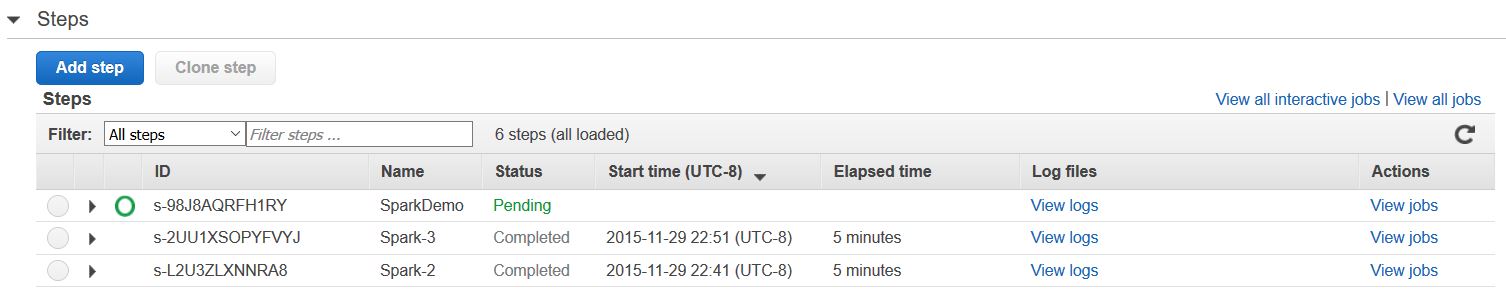 Steps
Add step Clone step
Steps View all interactive jobs | View all jobs
Filter: All steps Filter steps ... 6 steps (all loaded)
ID Name Status Start time (UTC-8) Elapsed time Log files Actions
s-98J8AQRFH1RY SparkDemo Pending View logs View jobs
s-2UU1XSOPYFVYJ Spark-3 Completed 2015-11-29 22:51 (UTC-8) 5 minutes View logs View jobs
s-L2U3ZLXNNRA8 Spark-2 Completed 2015-11-29 22:41 (UTC-8) 5 minutes View logs View jobs